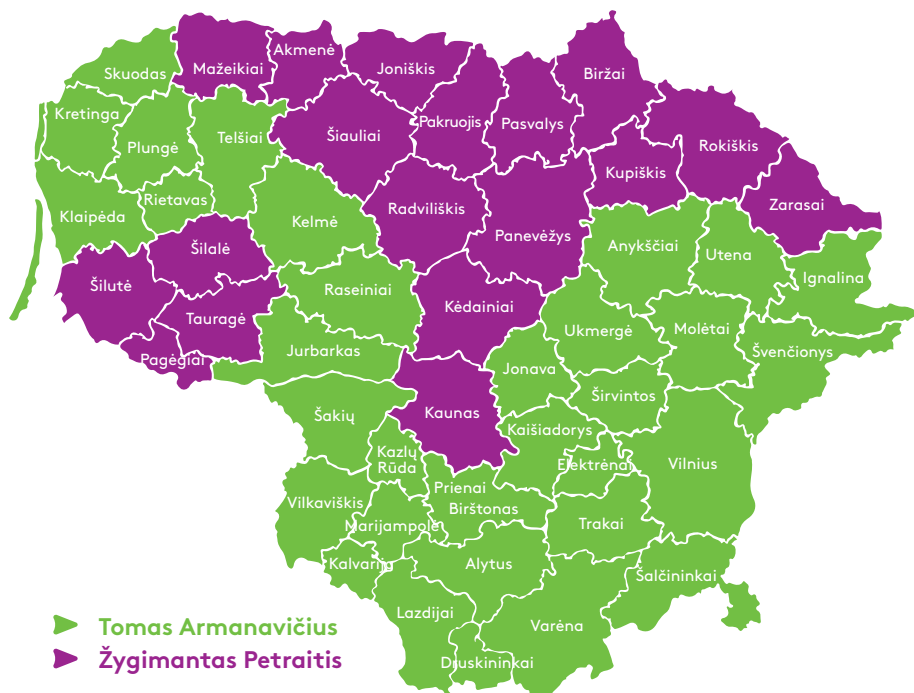 Skuodas
Mažeikiai
Akmenė
Joniškis
Biržai
Kretinga
Plungė
Telšiai
Šiauliai
Pakruojis
Pasvalys
Rokiškis
Kupiškis
Zarasai
Klaipėda
Rietavas
Kelmė
Radviliškis
Panevėžys
Anykščiai
Utena
Ignalina
Šilutė
Šilalė
Raseiniai
Kėdainiai
Tauragė
Ukmergė
Molėtai
Švenčionys
Pagėgiai
Jurbarkas
Jonava
Širvintos
Šakių
Kaunas
Kaišiadorys
Kazlų
Rūda
Elektrėnai
Vilnius
Vilkaviškis
Prienai
Birštonas
Marijampolė
Trakai
Kalvarija
Alytus
Šalčininkai
Lazdijai
Varėna
Druskininkai
Tomas Armanavičius
Žygimantas Petraitis